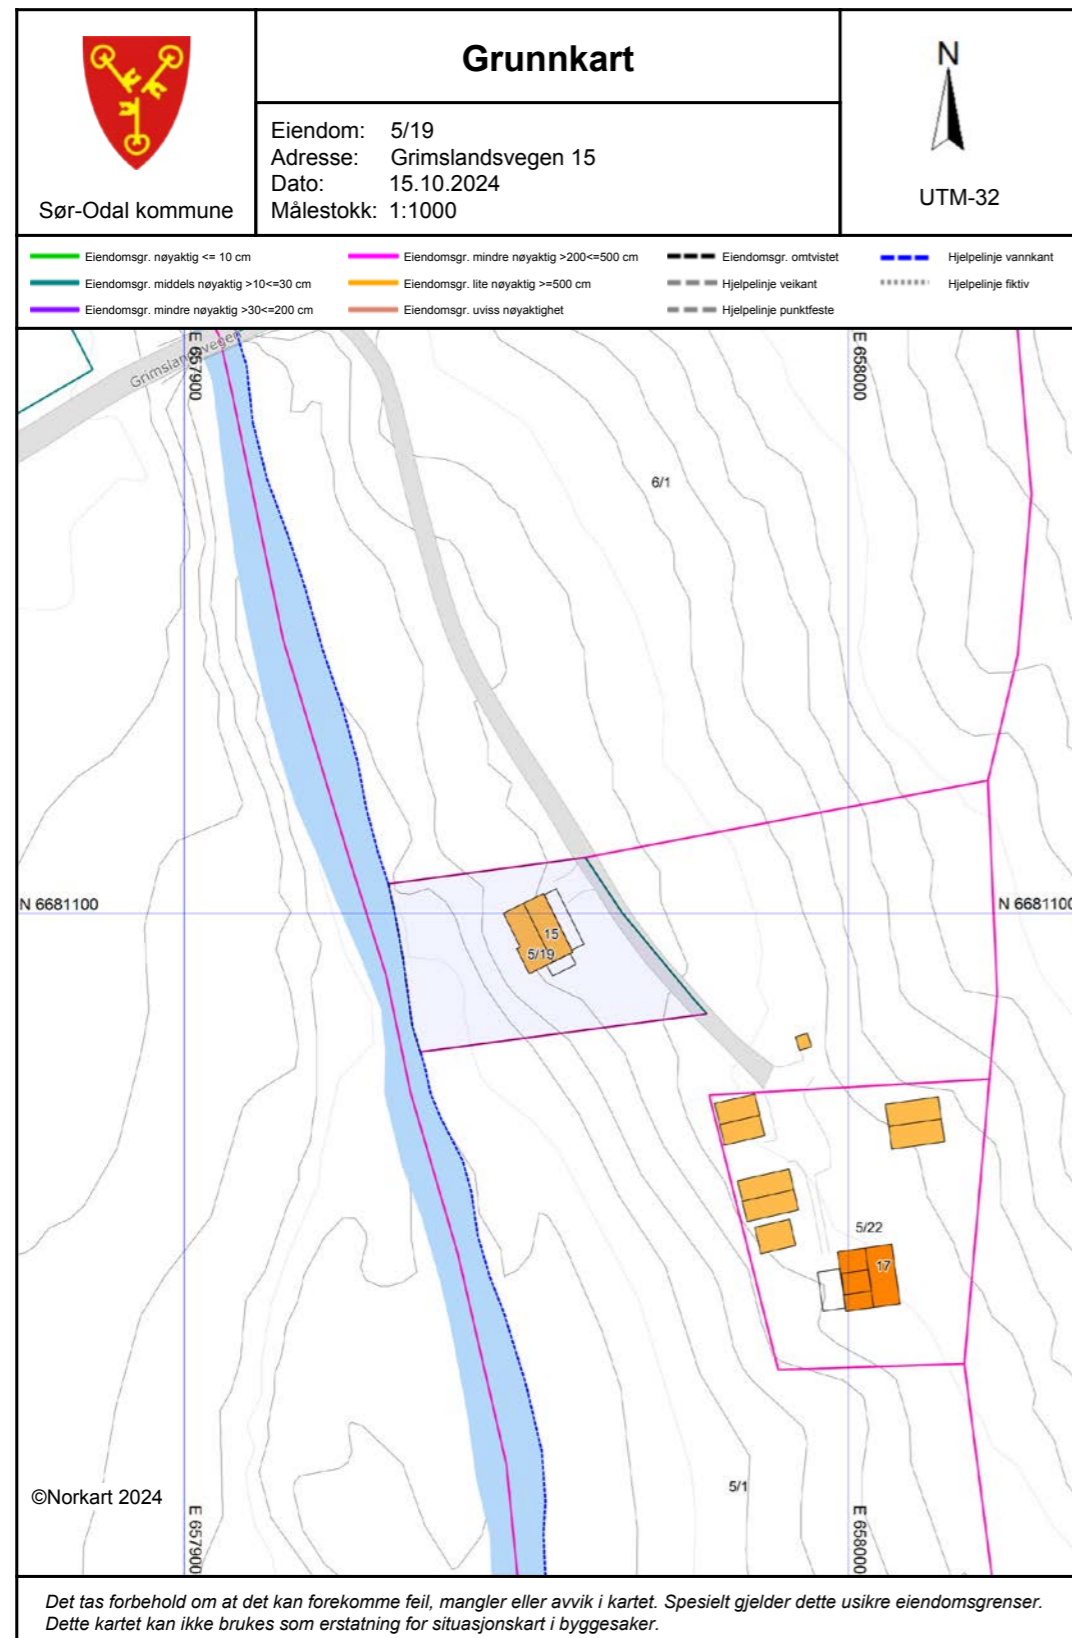 Grunnkart
N
Eiendom: 5/19
Adresse: Grimslandsvegen 15
Dato: 15.10.2024
Målestokk: 1:1000
Sør-Odal kommune
UTM-32
Eiendomsgr. nøyaktig <= 10 cm
Eiendomsgr. middels nøyaktig >10<=30 cm
Eiendomsgr. mindre nøyaktig >30<=200 cm
Eiendomsgr. mindre nøyaktig >200<=500 cm
Eiendomsgr. lite nøyaktig >=500 cm
Eiendomsgr. uviss nøyaktighet
Eiendomsgr. omtvistet
Hjelpelinje veikant
Hjelpelinje punktfeste
Hjelpelinje vannkant
Hjelpelinje fiktiv
Grimslandsvegen
E 657900
E 658000
6/1
N 6681100
N 6681100
15
5/19
5/22
17
5/1
©Norkart 2024
E 657900
E 658000
Det tas forbehold om at det kan forekomme feil, mangler eller avvik i kartet. Spesielt gjelder dette usikre eiendomsgrenser.
Dette kartet kan ikke brukes som erstatning for situasjonskart i byggesaker.